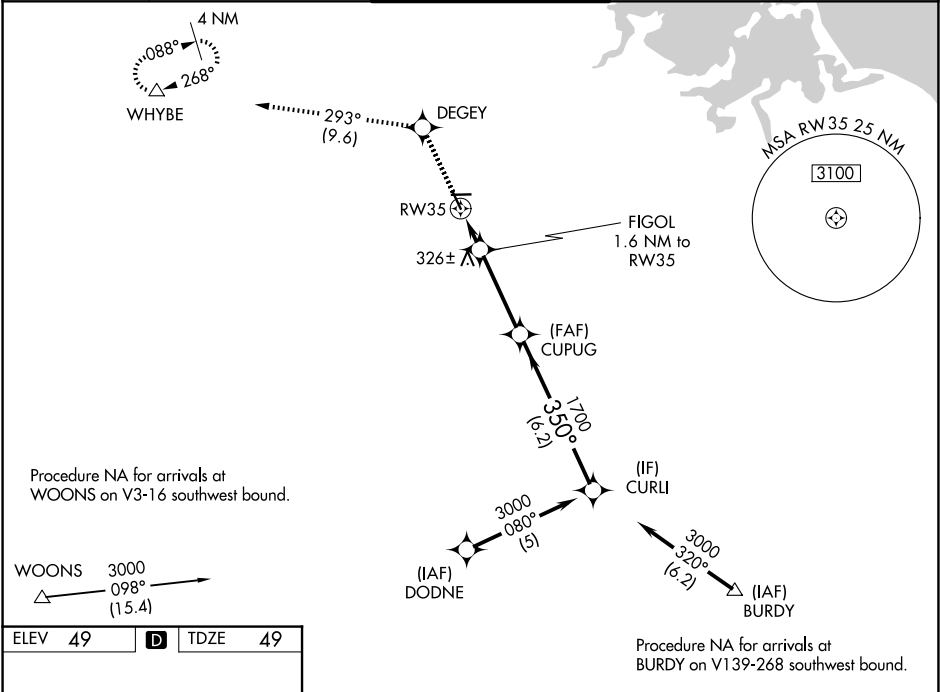 4 NM
088°
268°
WHYBE
293°
(9.6)
DEGEY
MSA RW35 25 NM
3100
RW35
FIGOL
1.6 NM to
RW35
326±
(FAF)
CUPUG
1700
350°
(6.2)
(IF)
CURLI
Procedure NA for arrivals at
WOONS on V3-16 southwest bound.
3000
080°
(5)
(IAF)
DODNE
3000
320°
(6.2)
(IAF)
BURDY
WOONS
3000
098°
(15.4)
Procedure NA for arrivals at
BURDY on V139-268 southwest bound.
ELEV 49 D TDZE 49